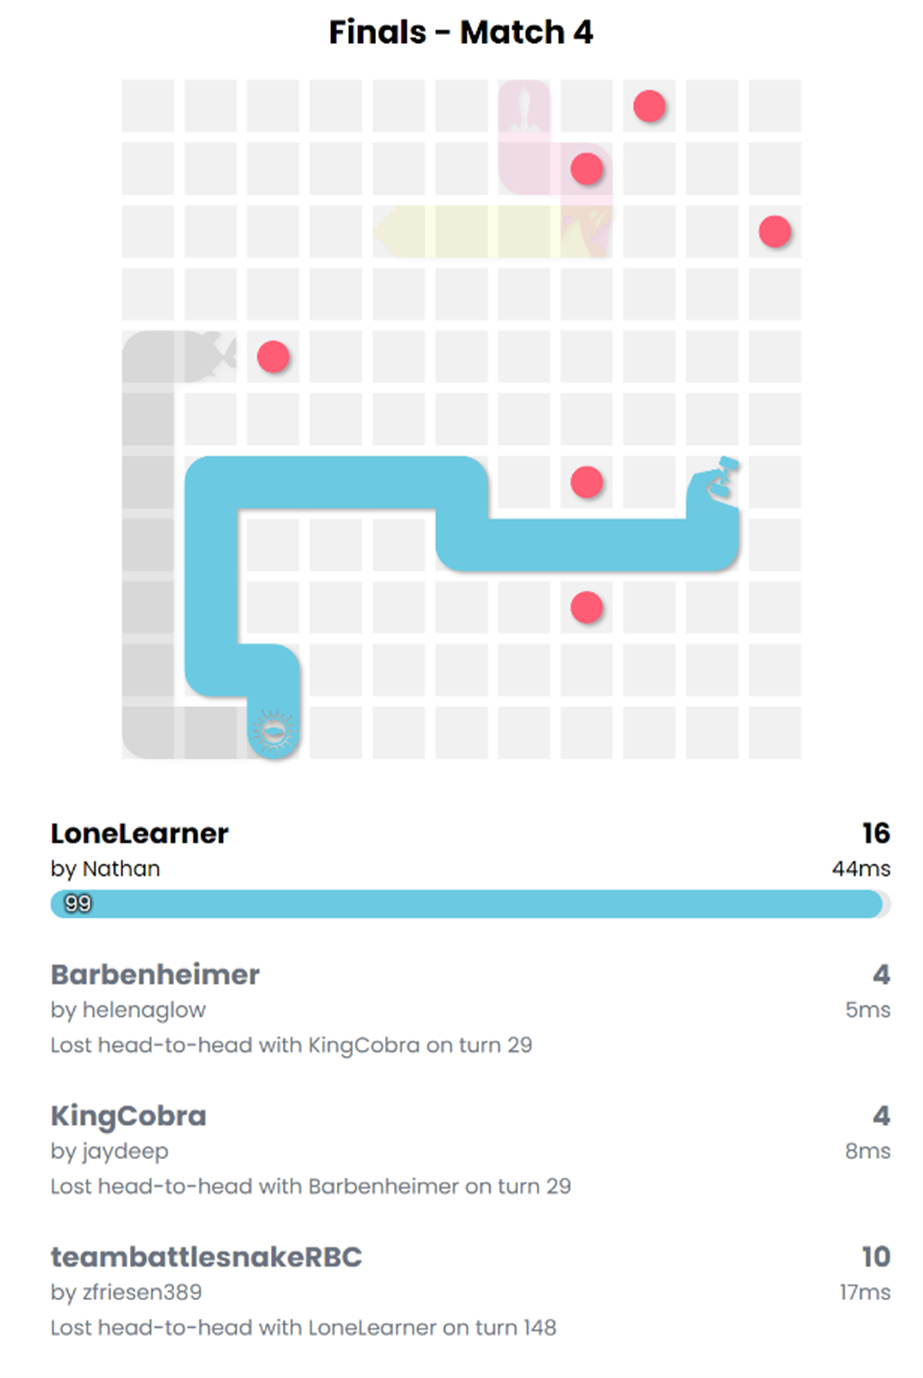 Finals - Match 4
LoneLearner 16
by Nathan 44ms
99
Barbenheimer 4
by helenaglow 5ms
Lost head-to-head with KingCobra on turn 29
KingCobra 4
by jaydeep 8ms
Lost head-to-head with Barbenheimer on turn 29
teambattlesnakeRBC 10
by zfriesen389 17ms
Lost head-to-head with LoneLearner on turn 148